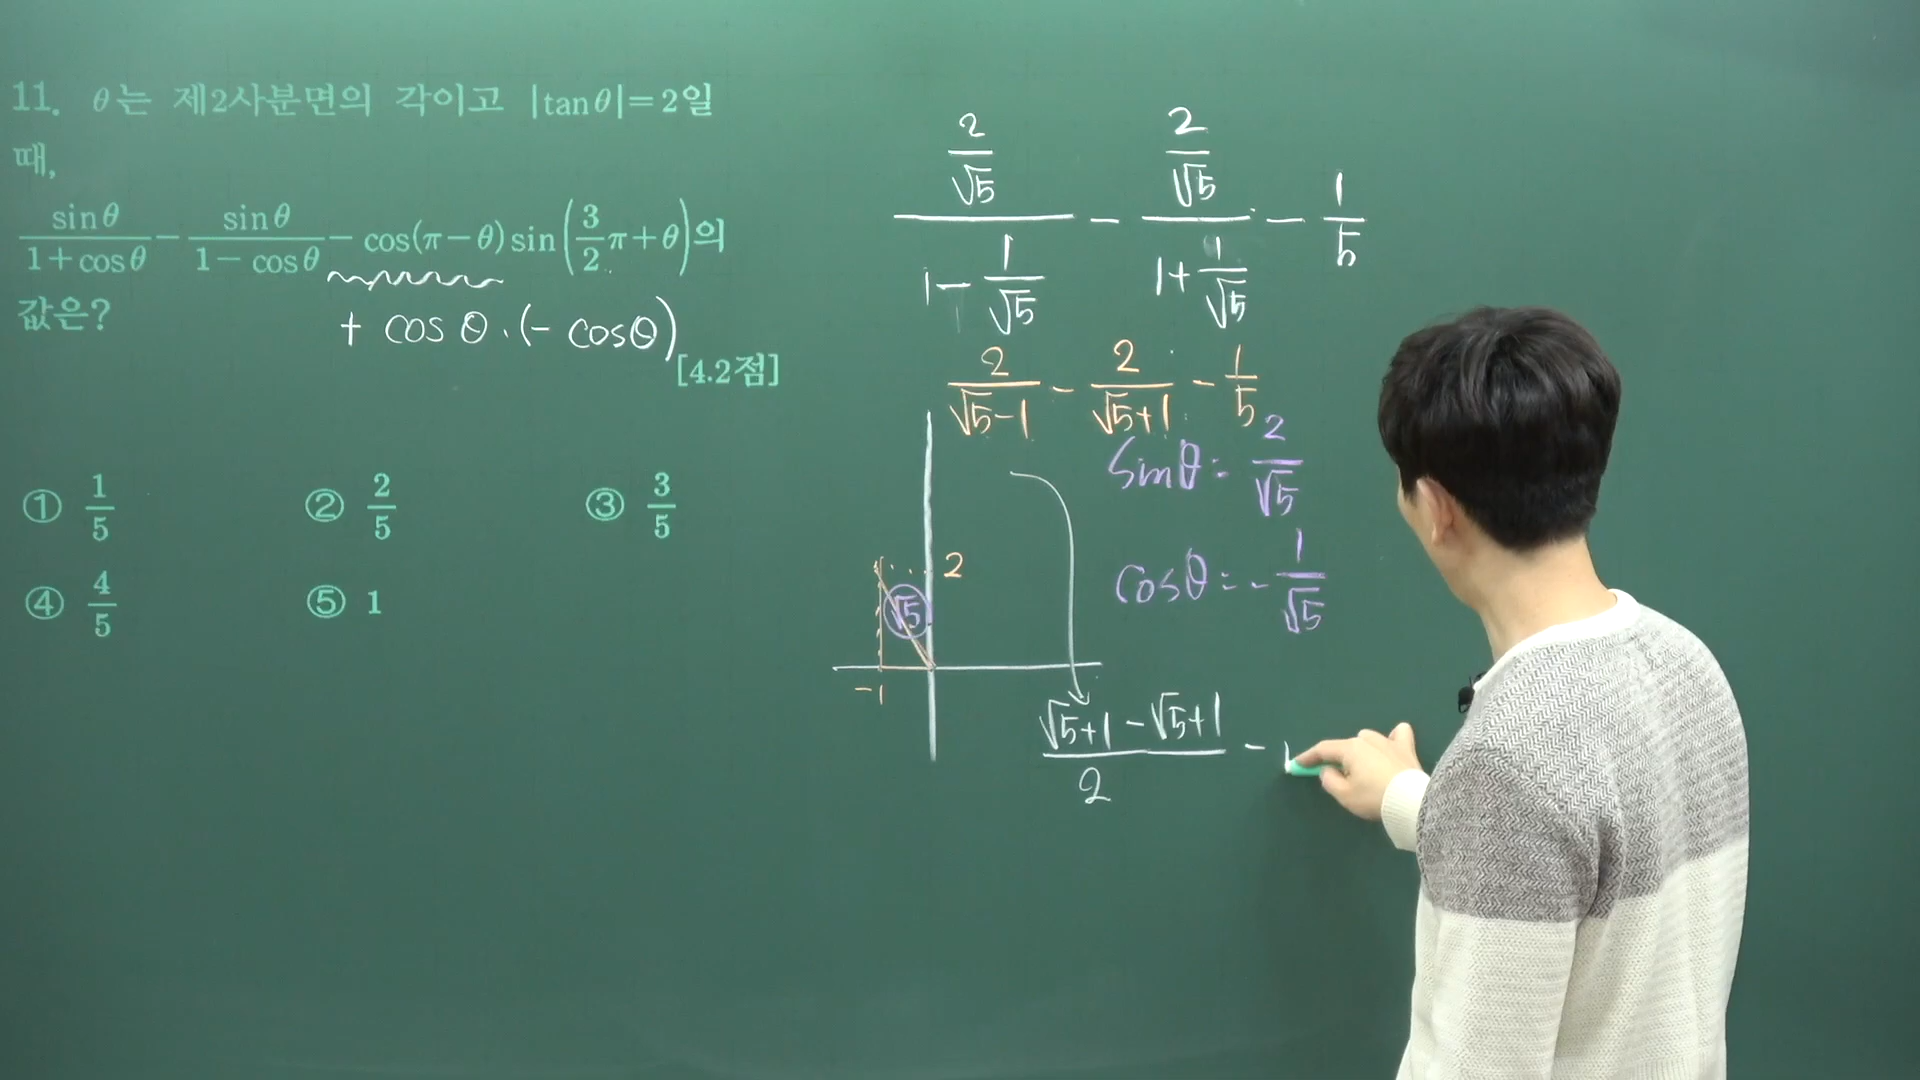 11. θ는 제2사분면의 각이고 |tanθ|=2일
때,
sinθ/(1+cosθ) - sinθ/(1-cosθ) - cos(π-θ)sin(3/2π+θ)의
값은?
+ cosθ·(-cosθ)
[4.2점]
① 1/5 ② 2/5 ③ 3/5
④ 4/5 ⑤ 1
(2/√5)/(1-1/√5) - (2/√5)/(1+1/√5) - 1/5
2/(√5-1) - 2/(√5+1) - 1/5
sinθ = 2/√5
cosθ = -1/√5
2
√5
-1
(√5+1-√5+1)/2 -